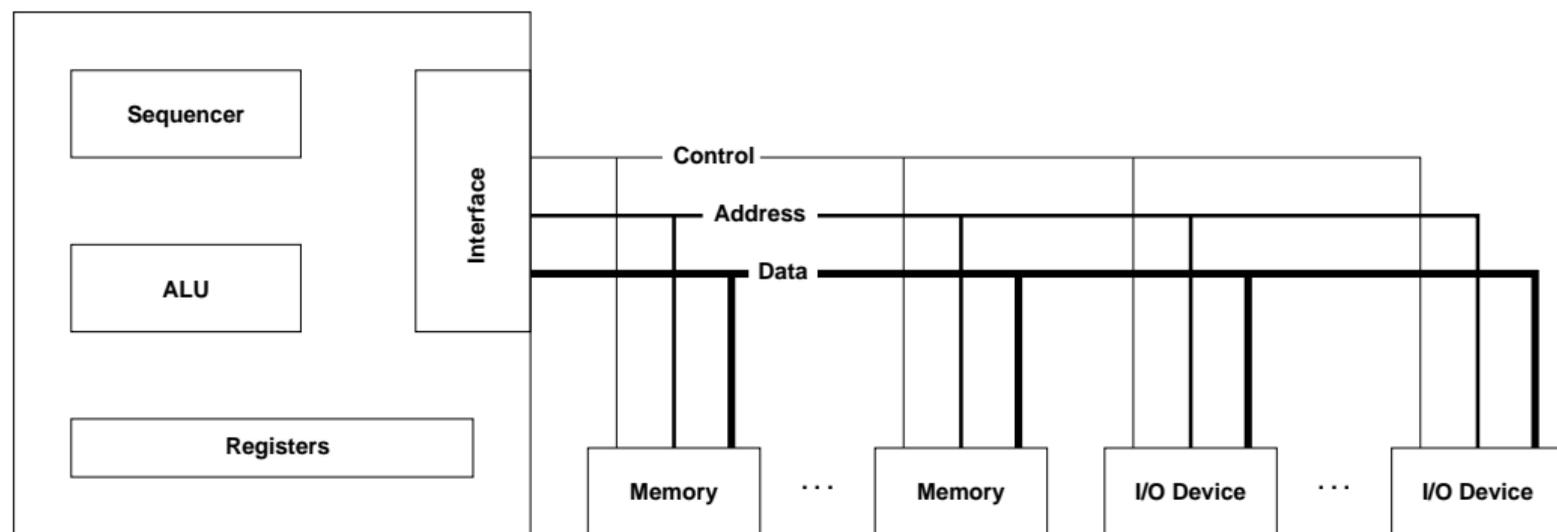 Sequencer
Control
Interface
Address
Data
ALU
Registers
Memory
. . .
Memory
I/O Device
. . .
I/O Device